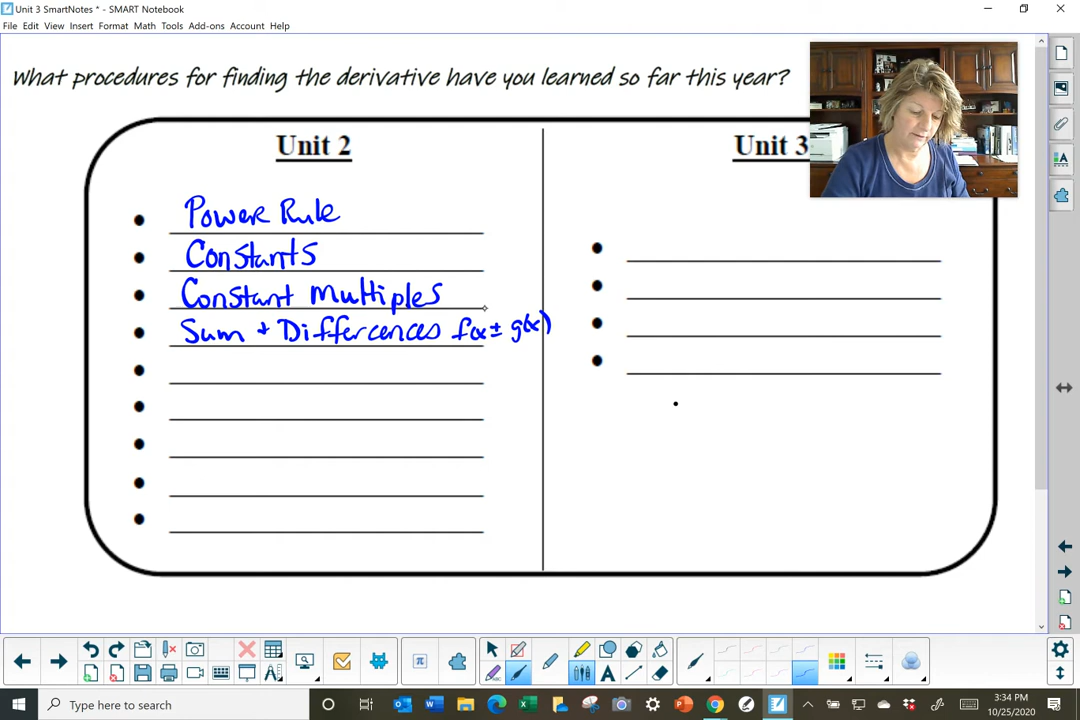 Unit 3 SmartNotes * - SMART Notebook
File Edit View Insert Format Math Tools Add-ons Account Help
What procedures for finding the derivative have you learned so far this year?
Unit 2
Power Rule
Constants
Constant Multiples
Sum + Differences f(x ± g(x)
Unit 3
Type here to search
3:34 PM
10/25/2020